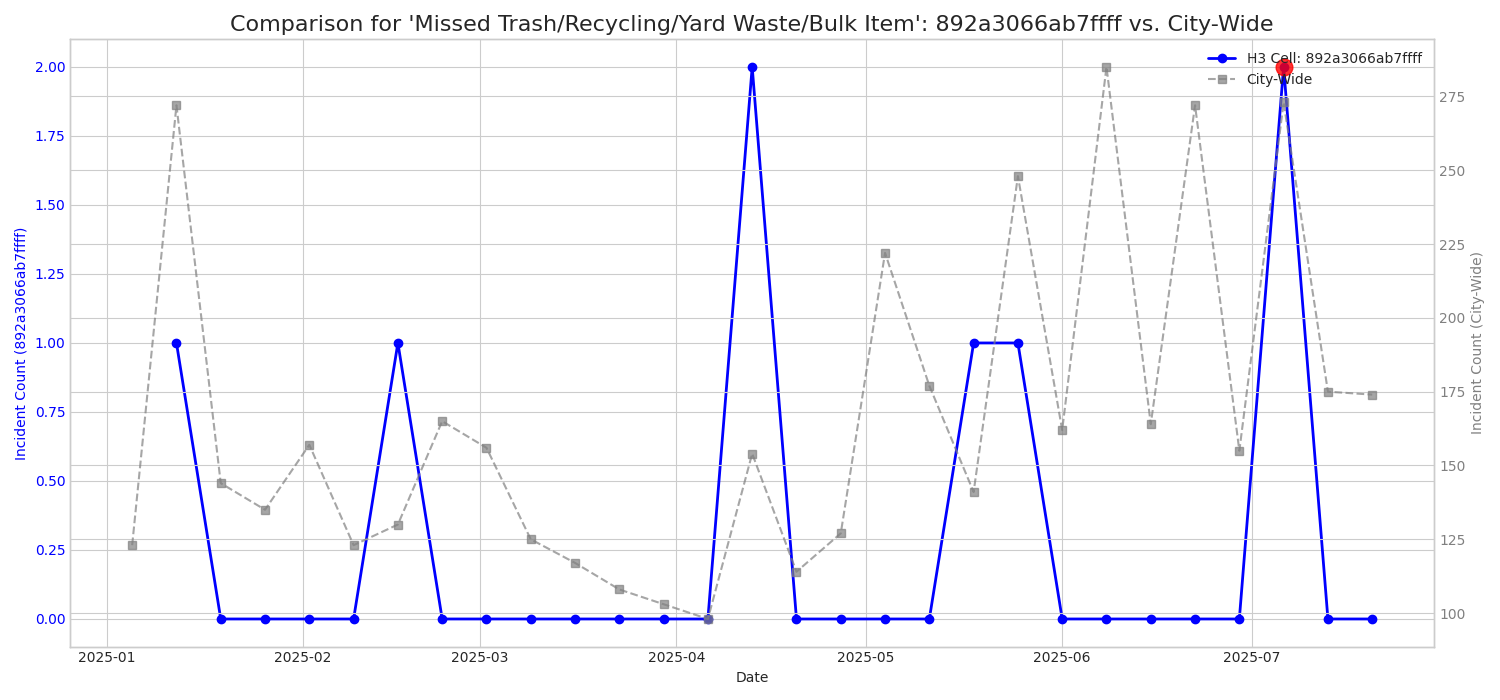 Comparison for 'Missed Trash/Recycling/Yard Waste/Bulk Item': 892a3066ab7ffff vs. City-Wide
H3 Cell: 892a3066ab7ffff
City-Wide
Incident Count (892a3066ab7ffff)
2.00
1.75
1.50
1.25
1.00
0.75
0.50
0.25
0.00
275
250
225
200
175
150
125
100
Incident Count (City-Wide)
2025-01 2025-02 2025-03 2025-04 2025-05 2025-06 2025-07
Date